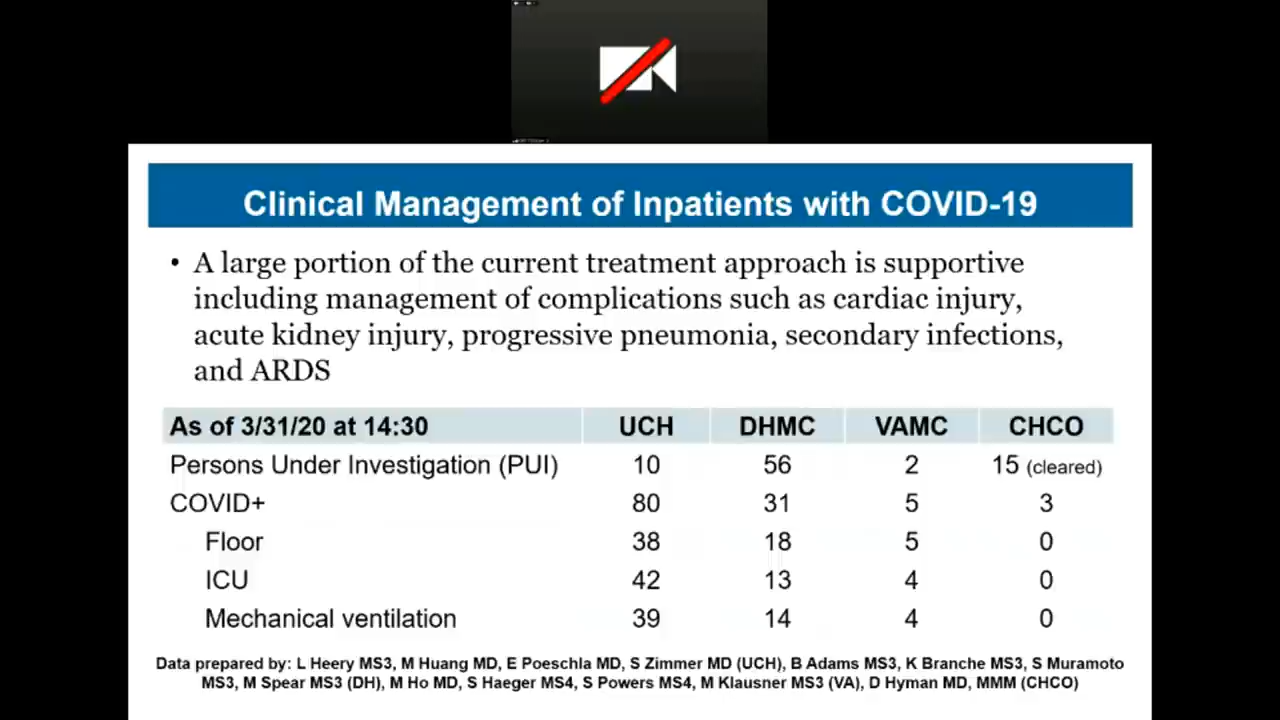 Clinical Management of Inpatients with COVID-19
• A large portion of the current treatment approach is supportive
including management of complications such as cardiac injury,
acute kidney injury, progressive pneumonia, secondary infections,
and ARDS
As of 3/31/20 at 14:30 UCH DHMC VAMC CHCO
Persons Under Investigation (PUI) 10 56 2 15 (cleared)
COVID+ 80 31 5 3
Floor 38 18 5 0
ICU 42 13 4 0
Mechanical ventilation 39 14 4 0
Data prepared by: L Heery MS3, M Huang MD, E Poeschla MD, S Zimmer MD (UCH), B Adams MS3, K Branche MS3, S Muramoto
MS3, M Spear MS3 (DH), M Ho MD, S Haeger MS4, S Powers MS4, M Klausner MS3 (VA), D Hyman MD, MMM (CHCO)